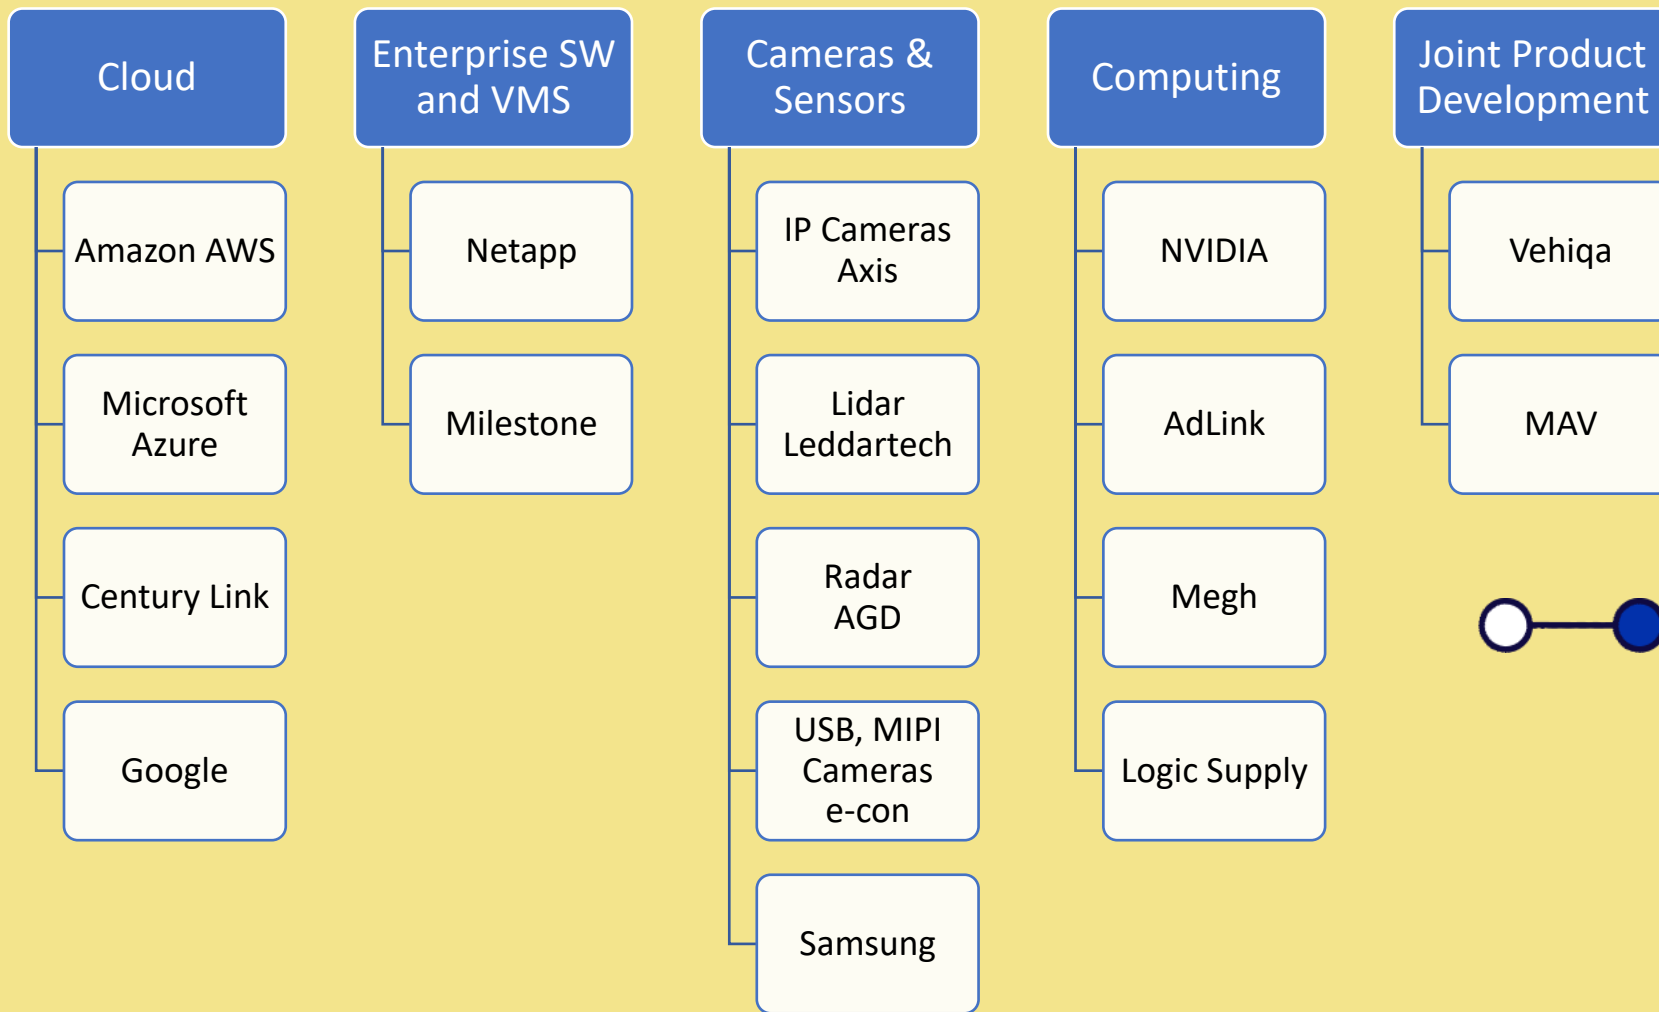 Cloud
Amazon AWS
Microsoft
Azure
Century Link
Google
Enterprise SW
and VMS
Netapp
Milestone
Cameras &
Sensors
IP Cameras
Axis
Lidar
Leddartech
Radar
AGD
USB, MIPI
Cameras
e-con
Samsung
Computing
NVIDIA
AdLink
Megh
Logic Supply
Joint Product
Development
Vehiqa
MAV